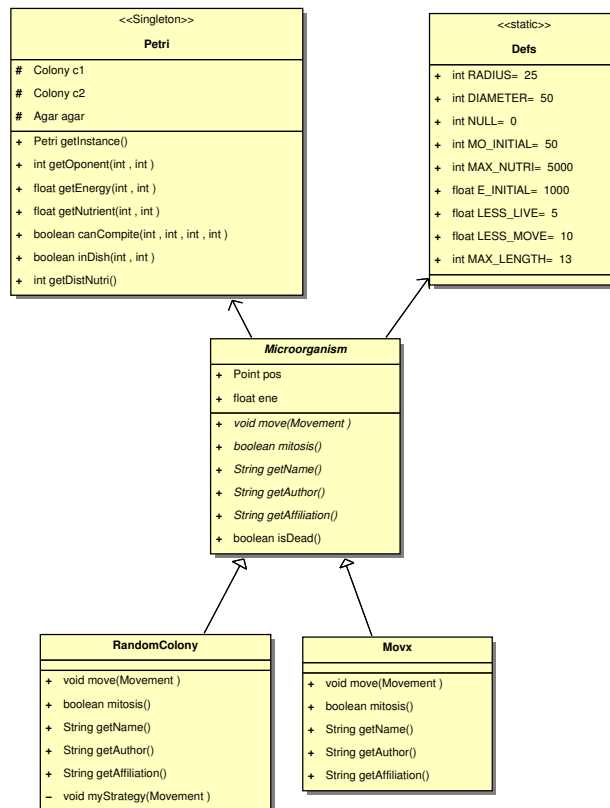 <<Singleton>>
Petri
# Colony c1
# Colony c2
# Agar agar
+ Petri getInstance()
+ int getOponent(int , int )
+ float getEnergy(int , int )
+ float getNutrient(int , int )
+ boolean canCompite(int , int , int , int )
+ boolean inDish(int , int )
+ int getDistNutri()
<<static>>
Defs
+ int RADIUS= 25
+ int DIAMETER= 50
+ int NULL= 0
+ int MO_INITIAL= 50
+ int MAX_NUTRI= 5000
+ float E_INITIAL= 1000
+ float LESS_LIVE= 5
+ float LESS_MOVE= 10
+ int MAX_LENGTH= 13
Microorganism
+ Point pos
+ float ene
+ void move(Movement )
+ boolean mitosis()
+ String getName()
+ String getAuthor()
+ String getAffiliation()
+ boolean isDead()
RandomColony
+ void move(Movement )
+ boolean mitosis()
+ String getName()
+ String getAuthor()
+ String getAffiliation()
− void myStrategy(Movement )
Movx
+ void move(Movement )
+ boolean mitosis()
+ String getName()
+ String getAuthor()
+ String getAffiliation()